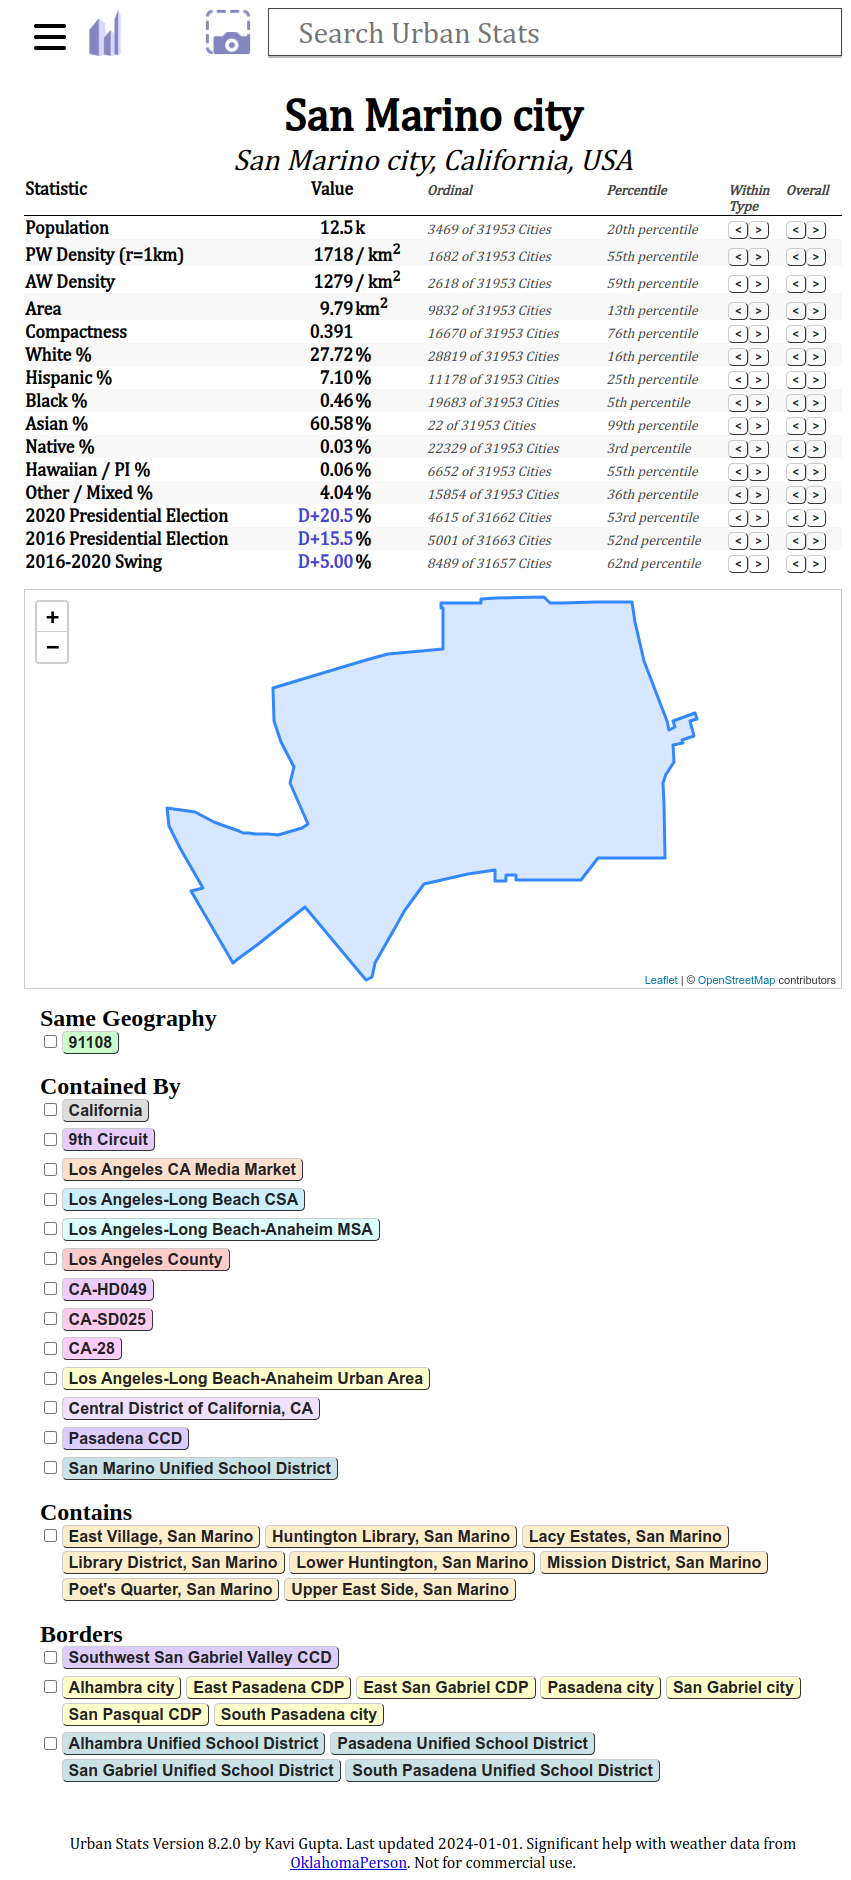 Search Urban Stats
San Marino city
San Marino city, California, USA
Statistic Value Ordinal Percentile Within Type Overall
Population 12.5 k 3469 of 31953 Cities 20th percentile < > < >
PW Density (r=1km) 1718 / km² 1682 of 31953 Cities 55th percentile < > < >
AW Density 1279 / km² 2618 of 31953 Cities 59th percentile < > < >
Area 9.79 km² 9832 of 31953 Cities 13th percentile < > < >
Compactness 0.391 16670 of 31953 Cities 76th percentile < > < >
White % 27.72 % 28819 of 31953 Cities 16th percentile < > < >
Hispanic % 7.10 % 11178 of 31953 Cities 25th percentile < > < >
Black % 0.46 % 19683 of 31953 Cities 5th percentile < > < >
Asian % 60.58 % 22 of 31953 Cities 99th percentile < > < >
Native % 0.03 % 22329 of 31953 Cities 3rd percentile < > < >
Hawaiian / PI % 0.06 % 6652 of 31953 Cities 55th percentile < > < >
Other / Mixed % 4.04 % 15854 of 31953 Cities 36th percentile < > < >
2020 Presidential Election D+20.5 % 4615 of 31662 Cities 53rd percentile < > < >
2016 Presidential Election D+15.5 % 5001 of 31663 Cities 52nd percentile < > < >
2016-2020 Swing D+5.00 % 8489 of 31657 Cities 62nd percentile < > < >
+
−
Leaflet | © OpenStreetMap contributors
Same Geography
91108
Contained By
California
9th Circuit
Los Angeles CA Media Market
Los Angeles-Long Beach CSA
Los Angeles-Long Beach-Anaheim MSA
Los Angeles County
CA-HD049
CA-SD025
CA-28
Los Angeles-Long Beach-Anaheim Urban Area
Central District of California, CA
Pasadena CCD
San Marino Unified School District
Contains
East Village, San Marino Huntington Library, San Marino Lacy Estates, San Marino
Library District, San Marino Lower Huntington, San Marino Mission District, San Marino
Poet's Quarter, San Marino Upper East Side, San Marino
Borders
Southwest San Gabriel Valley CCD
Alhambra city East Pasadena CDP East San Gabriel CDP Pasadena city San Gabriel city
San Pasqual CDP South Pasadena city
Alhambra Unified School District Pasadena Unified School District
San Gabriel Unified School District South Pasadena Unified School District
Urban Stats Version 8.2.0 by Kavi Gupta. Last updated 2024-01-01. Significant help with weather data from
OklahomaPerson. Not for commercial use.